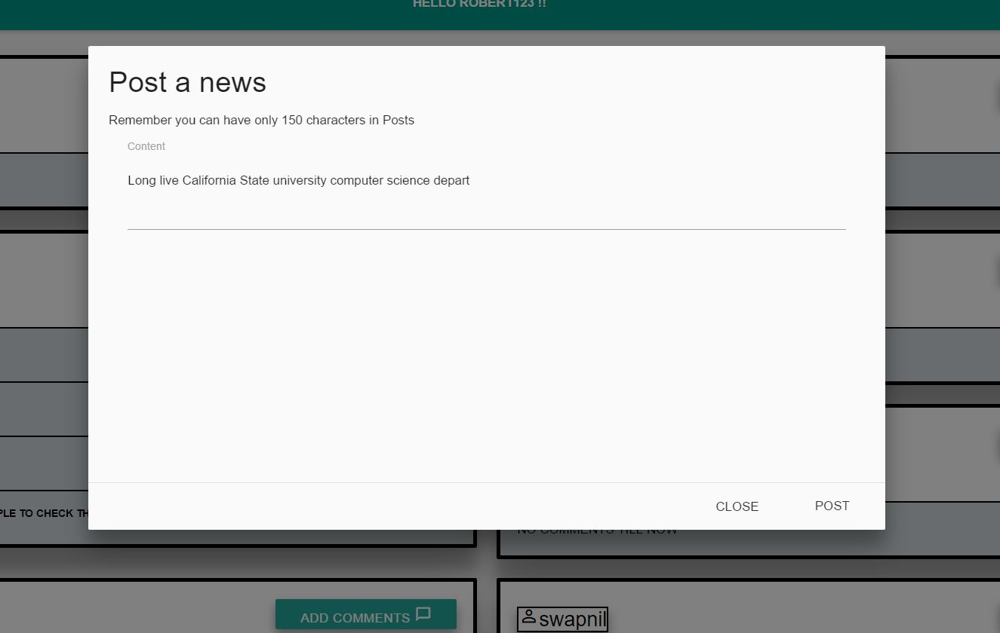 HELLO ROBERT123 !!
Post a news
Remember you can have only 150 characters in Posts
Content
Long live California State university computer science depart
CLOSE
POST
PLE TO CHECK TH
NO COMMENTS TILL NOW
ADD COMMENTS
swapnil